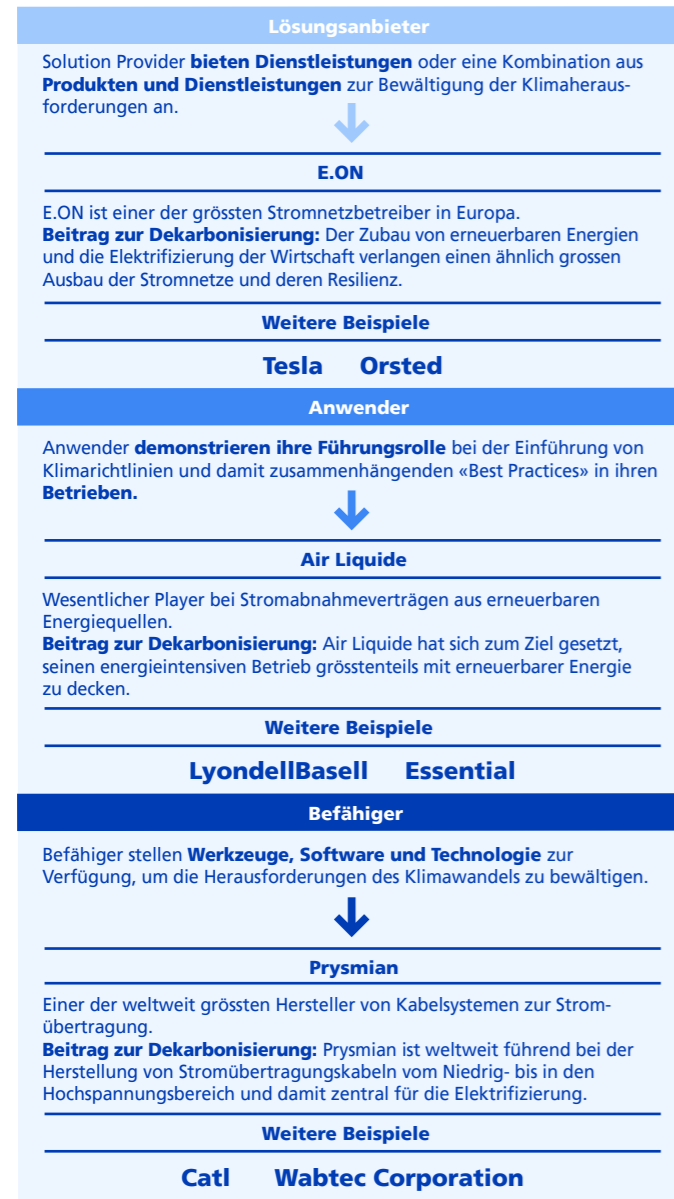 Lösungsanbieter
Solution Provider bieten Dienstleistungen oder eine Kombination aus
Produkten und Dienstleistungen zur Bewältigung der Klimaheraus-
forderungen an.
E.ON
E.ON ist einer der grössten Stromnetzbetreiber in Europa.
Beitrag zur Dekarbonisierung: Der Zubau von erneuerbaren Energien
und die Elektrifizierung der Wirtschaft verlangen einen ähnlich grossen
Ausbau der Stromnetze und deren Resilienz.
Weitere Beispiele
Tesla Orsted
Anwender
Anwender demonstrieren ihre Führungsrolle bei der Einführung von
Klimarichtlinien und damit zusammenhängenden «Best Practices» in ihren
Betrieben.
Air Liquide
Wesentlicher Player bei Stromabnahmeverträgen aus erneuerbaren
Energiequellen.
Beitrag zur Dekarbonisierung: Air Liquide hat sich zum Ziel gesetzt,
seinen energieintensiven Betrieb grösstenteils mit erneuerbarer Energie
zu decken.
Weitere Beispiele
LyondellBasell Essential
Befähiger
Befähiger stellen Werkzeuge, Software und Technologie zur
Verfügung, um die Herausforderungen des Klimawandels zu bewältigen.
Prysmian
Einer der weltweit grössten Hersteller von Kabelsystemen zur Strom-
übertragung.
Beitrag zur Dekarbonisierung: Prysmian ist weltweit führend bei der
Herstellung von Stromübertragungskabeln vom Niedrig- bis in den
Hochspannungsbereich und damit zentral für die Elektrifizierung.
Weitere Beispiele
Catl Wabtec Corporation